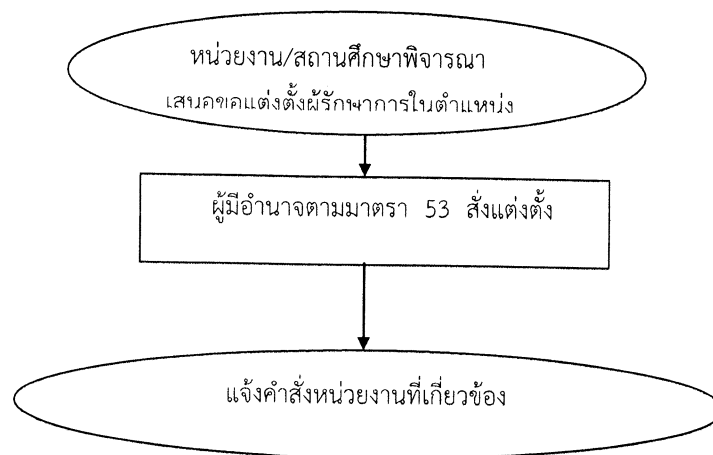 หน่วยงาน/สถานศึกษาพิจารณา
เสนอขอแต่งตั้งผู้รักษาการในตำแหน่ง
ผู้มีอำนาจตามมาตรา 53 สั่งแต่งตั้ง
แจ้งคำสั่งหน่วยงานที่เกี่ยวข้อง